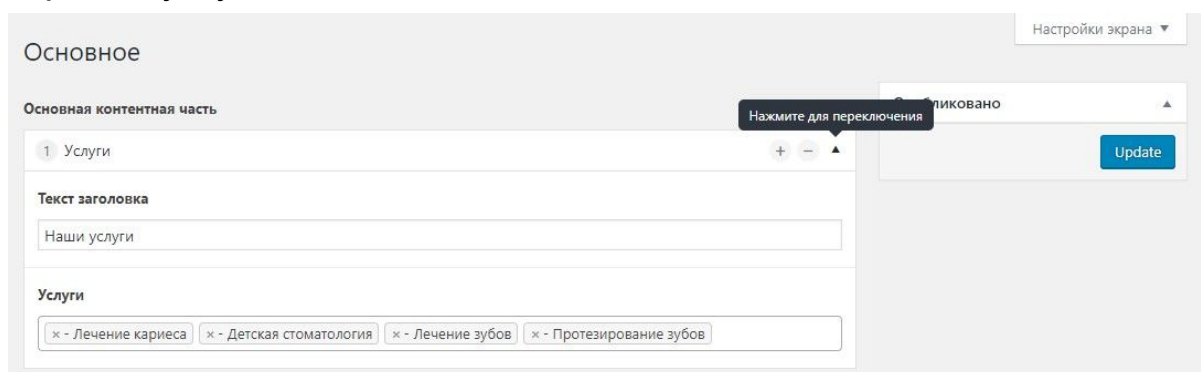 Настройки экрана ▼
Основное
Основная контентная часть
Нажмите для переключения
1 Услуги + − ▲
Update
Текст заголовка
Наши услуги
Услуги
× - Лечение кариеса × - Детская стоматология × - Лечение зубов × - Протезирование зубов